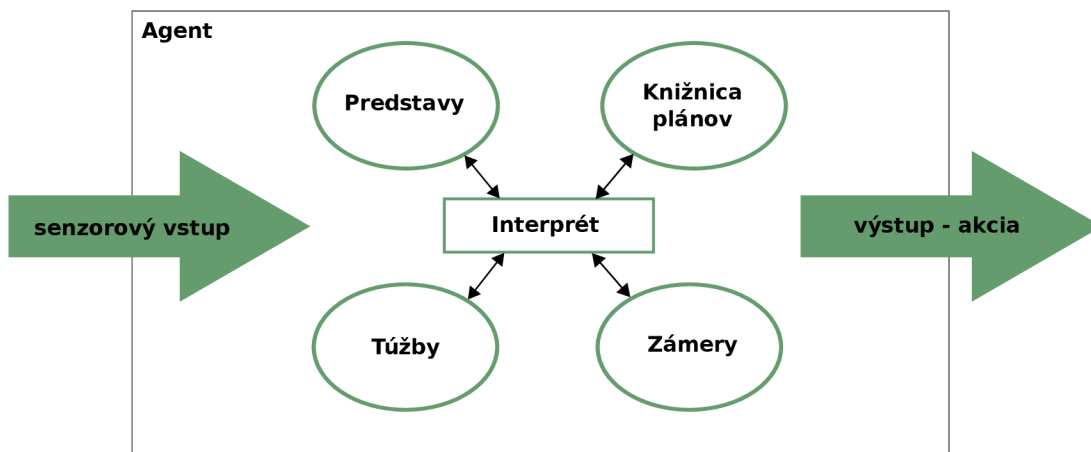 Agent
Predstavy
Knižnica
plánov
senzorový vstup
Interprét
výstup - akcia
Túžby
Zámery